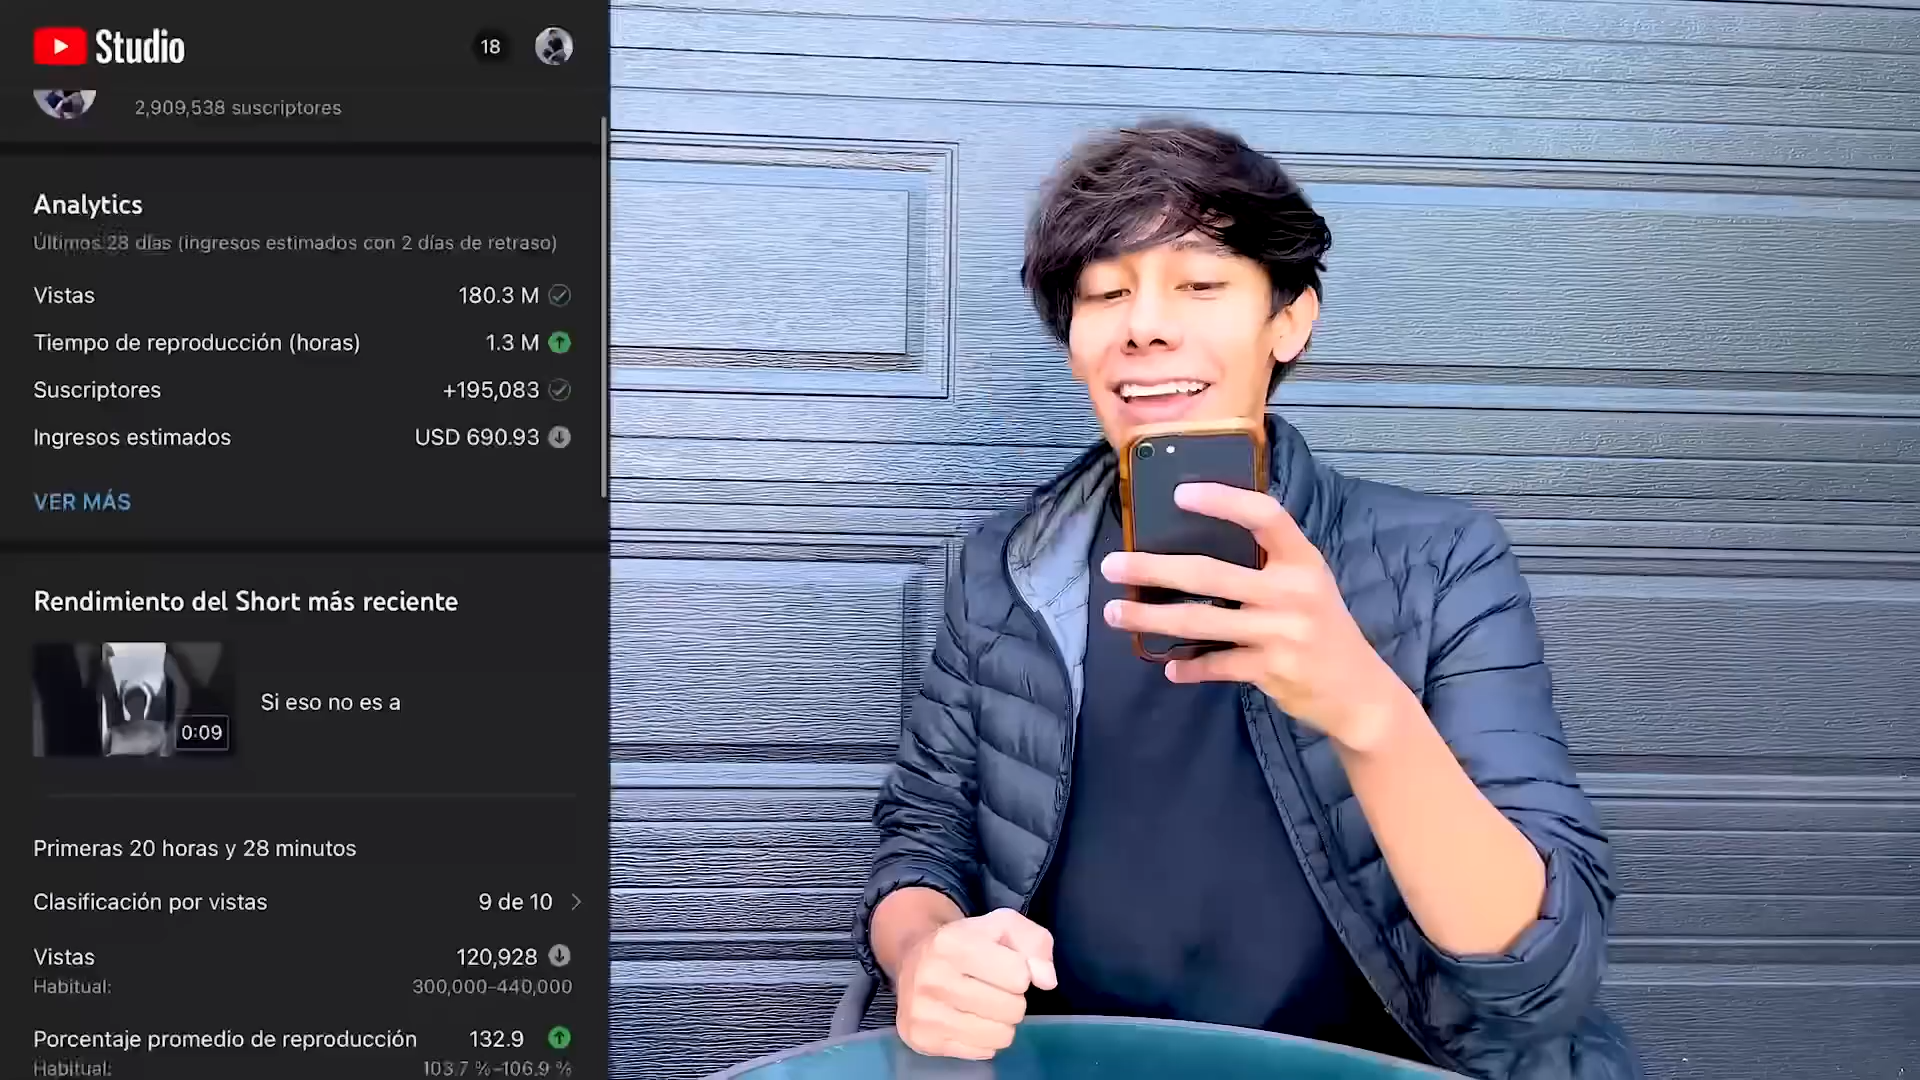 Studio
18
2,909,538 suscriptores
Analytics
Últimos 28 días (ingresos estimados con 2 días de retraso)
Vistas 180.3 M
Tiempo de reproducción (horas) 1.3 M
Suscriptores +195,083
Ingresos estimados USD 690.93
VER MÁS
Rendimiento del Short más reciente
0:09
Si eso no es a
Primeras 20 horas y 28 minutos
Clasificación por vistas 9 de 10
Vistas 120,928
Habitual: 300,000–440,000
Porcentaje promedio de reproducción 132.9
Habitual: 103.7 %–106.9 %